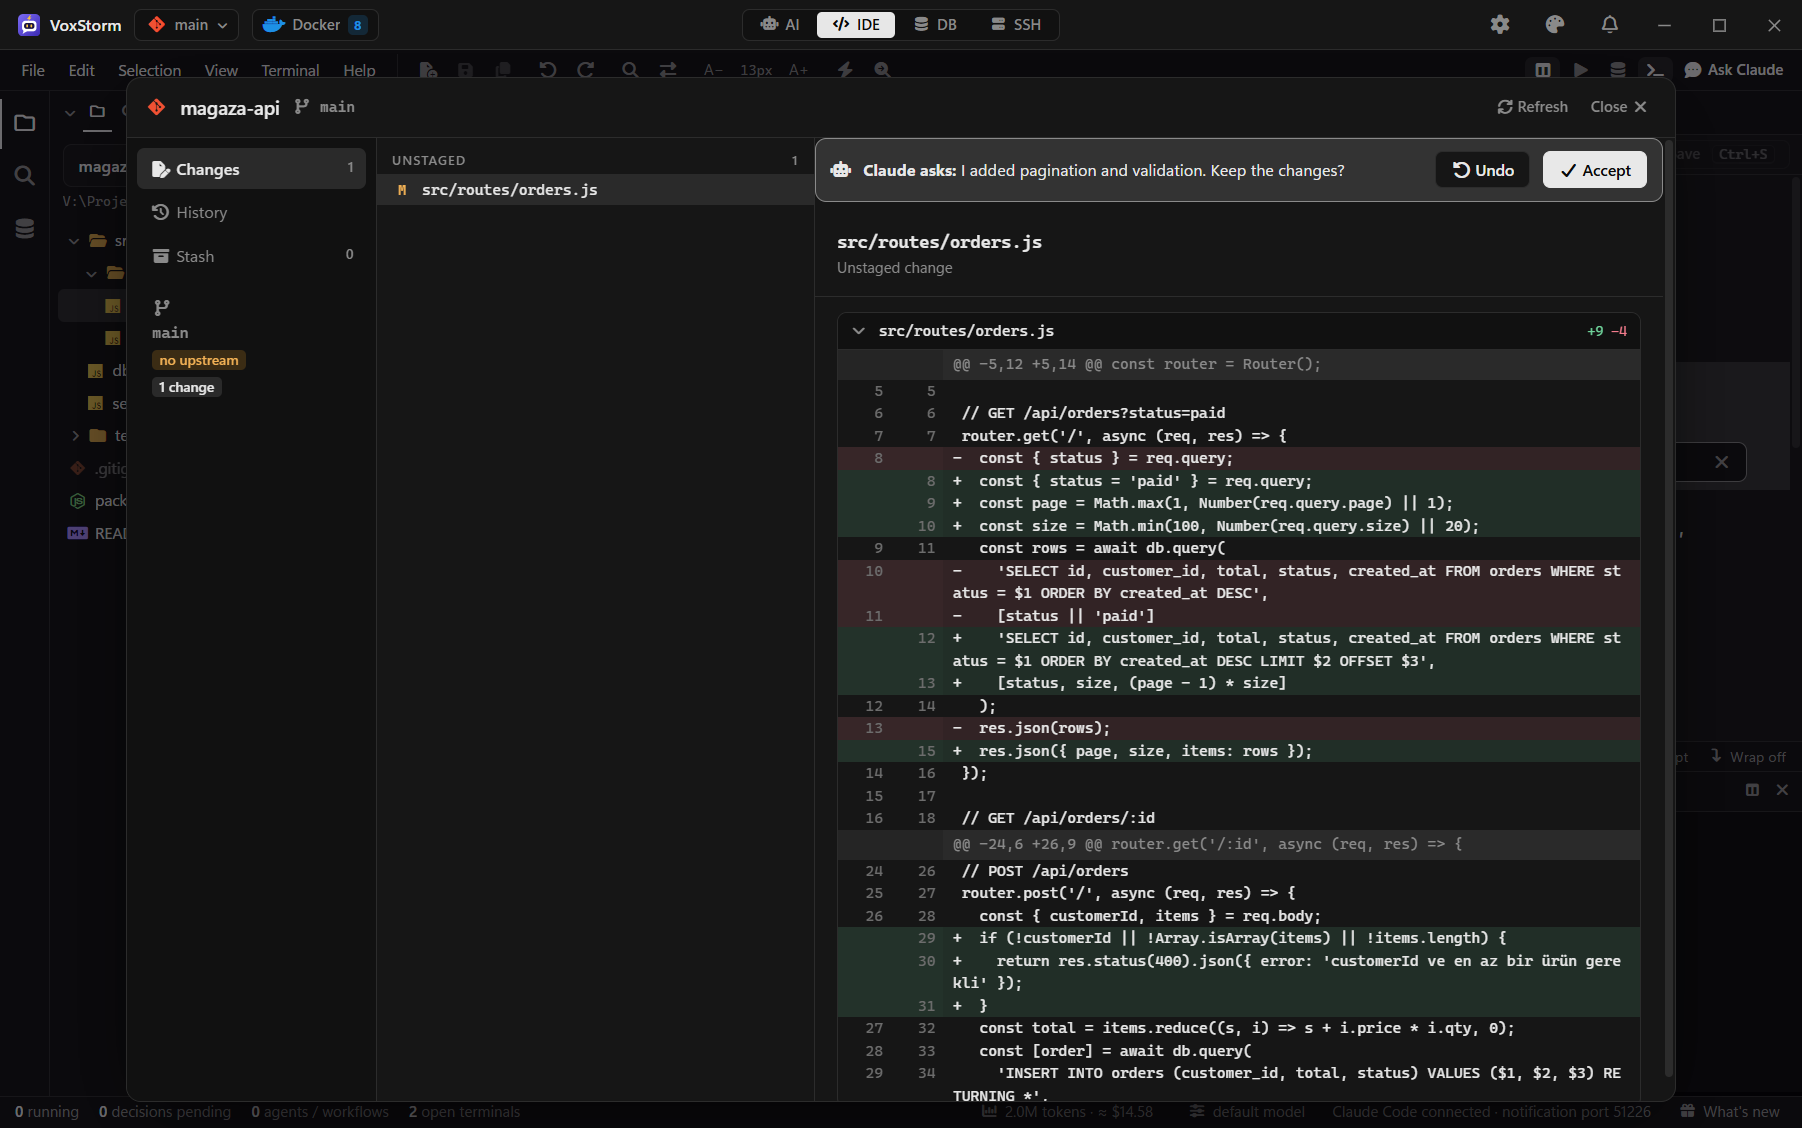 VoxStorm
main
Docker 8
AI
IDE
DB
SSH
File Edit Selection View Terminal Help
A−
13px
A+
Ask Claude
magaza-api
main
Refresh
Close
Changes 1
History
Stash 0
main
no upstream
1 change
UNSTAGED 1
M src/routes/orders.js
Claude asks: I added pagination and validation. Keep the changes?
Undo
Accept
src/routes/orders.js
Unstaged change
src/routes/orders.js +9 −4
@@ −5,12 +5,14 @@ const router = Router();
5 5
6 6 // GET /api/orders?status=paid
7 7 router.get('/', async (req, res) => {
8 − const { status } = req.query;
8 + const { status = 'paid' } = req.query;
9 + const page = Math.max(1, Number(req.query.page) || 1);
10 + const size = Math.min(100, Number(req.query.size) || 20);
9 11 const rows = await db.query(
10 − 'SELECT id, customer_id, total, status, created_at FROM orders WHERE st
atus = $1 ORDER BY created_at DESC',
11 − [status || 'paid']
12 + 'SELECT id, customer_id, total, status, created_at FROM orders WHERE st
atus = $1 ORDER BY created_at DESC LIMIT $2 OFFSET $3',
13 + [status, size, (page − 1) * size]
12 14 );
13 − res.json(rows);
15 + res.json({ page, size, items: rows });
14 16 });
15 17
16 18 // GET /api/orders/:id
@@ −24,6 +26,9 @@ router.get('/:id', async (req, res) => {
24 26 // POST /api/orders
25 27 router.post('/', async (req, res) => {
26 28 const { customerId, items } = req.body;
29 + if (!customerId || !Array.isArray(items) || !items.length) {
30 + return res.status(400).json({ error: 'customerId ve en az bir ürün gere
kli' });
31 + }
27 32 const total = items.reduce((s, i) => s + i.price * i.qty, 0);
28 33 const [order] = await db.query(
29 34 'INSERT INTO orders (customer_id, total, status) VALUES ($1, $2, $3) RE
TURNING *',
magaz
V:\Proje
sr
db
se
te
.gitig
pack
READ
ave Ctrl+S
pt
Wrap off
0 running
0 decisions pending
0 agents / workflows
2 open terminals
2.0M tokens · ≈ $14.58
default model
Claude Code connected · notification port 51226
What's new